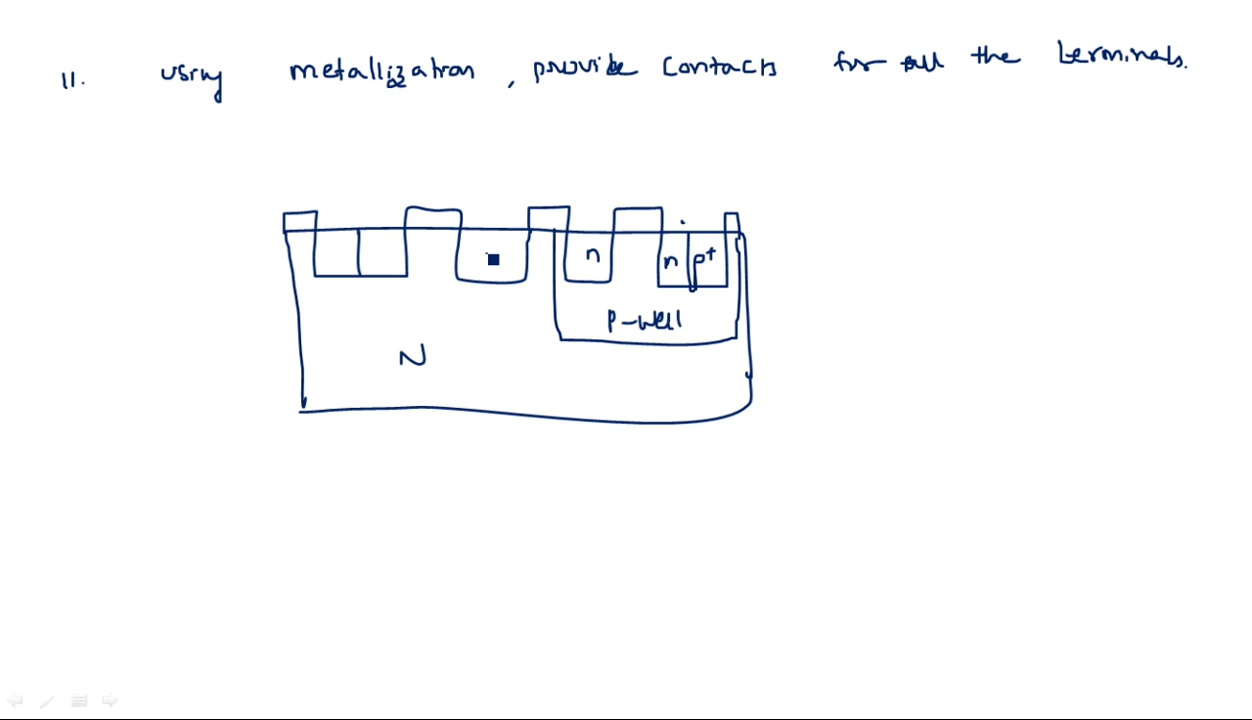 11. using metallization, provide contacts for all the terminals.
n n p+
P-well
N